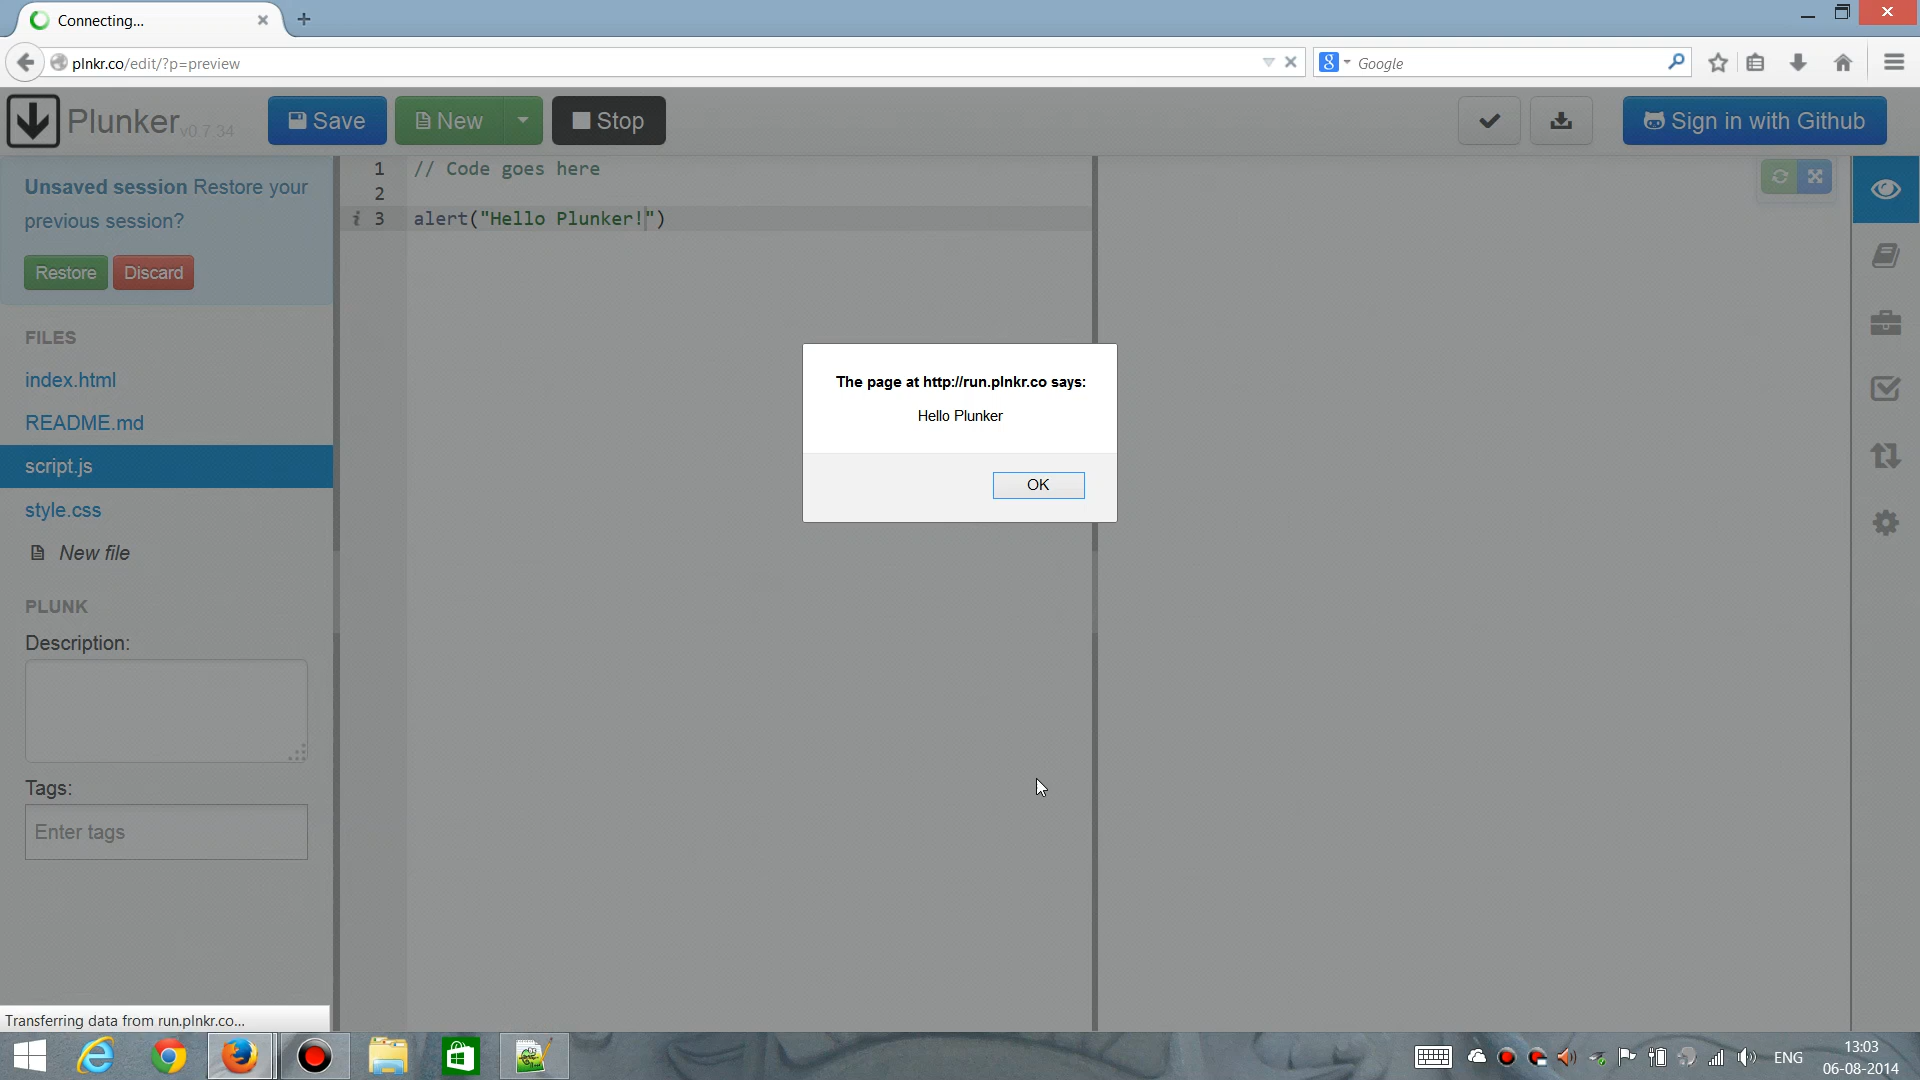 Connecting...
plnkr.co/edit/?p=preview
Google
Plunker v0.7.34
Save
New
Stop
Sign in with Github
Unsaved session Restore your
previous session?
Restore
Discard
FILES
index.html
README.md
script.js
style.css
New file
PLUNK
Description:
Tags:
Enter tags
1 // Code goes here
2
i 3 alert("Hello Plunker!")
The page at http://run.plnkr.co says:
Hello Plunker
OK
Transferring data from run.plnkr.co...
ENG
13:03
06-08-2014